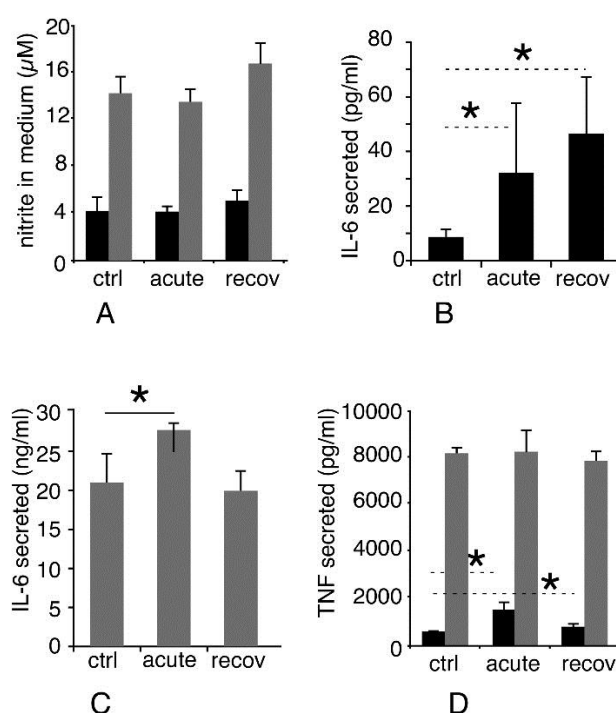 nitrite in medium (µM)
20
16
12
8
4
0
ctrl acute recov
A
IL-6 secreted (pg/ml)
80
60
40
20
0
*
*
ctrl acute recov
B
IL-6 secreted (ng/ml)
30
25
20
15
10
5
0
*
ctrl acute recov
C
TNF secreted (pg/ml)
10000
8000
6000
4000
2000
0
*
*
ctrl acute recov
D